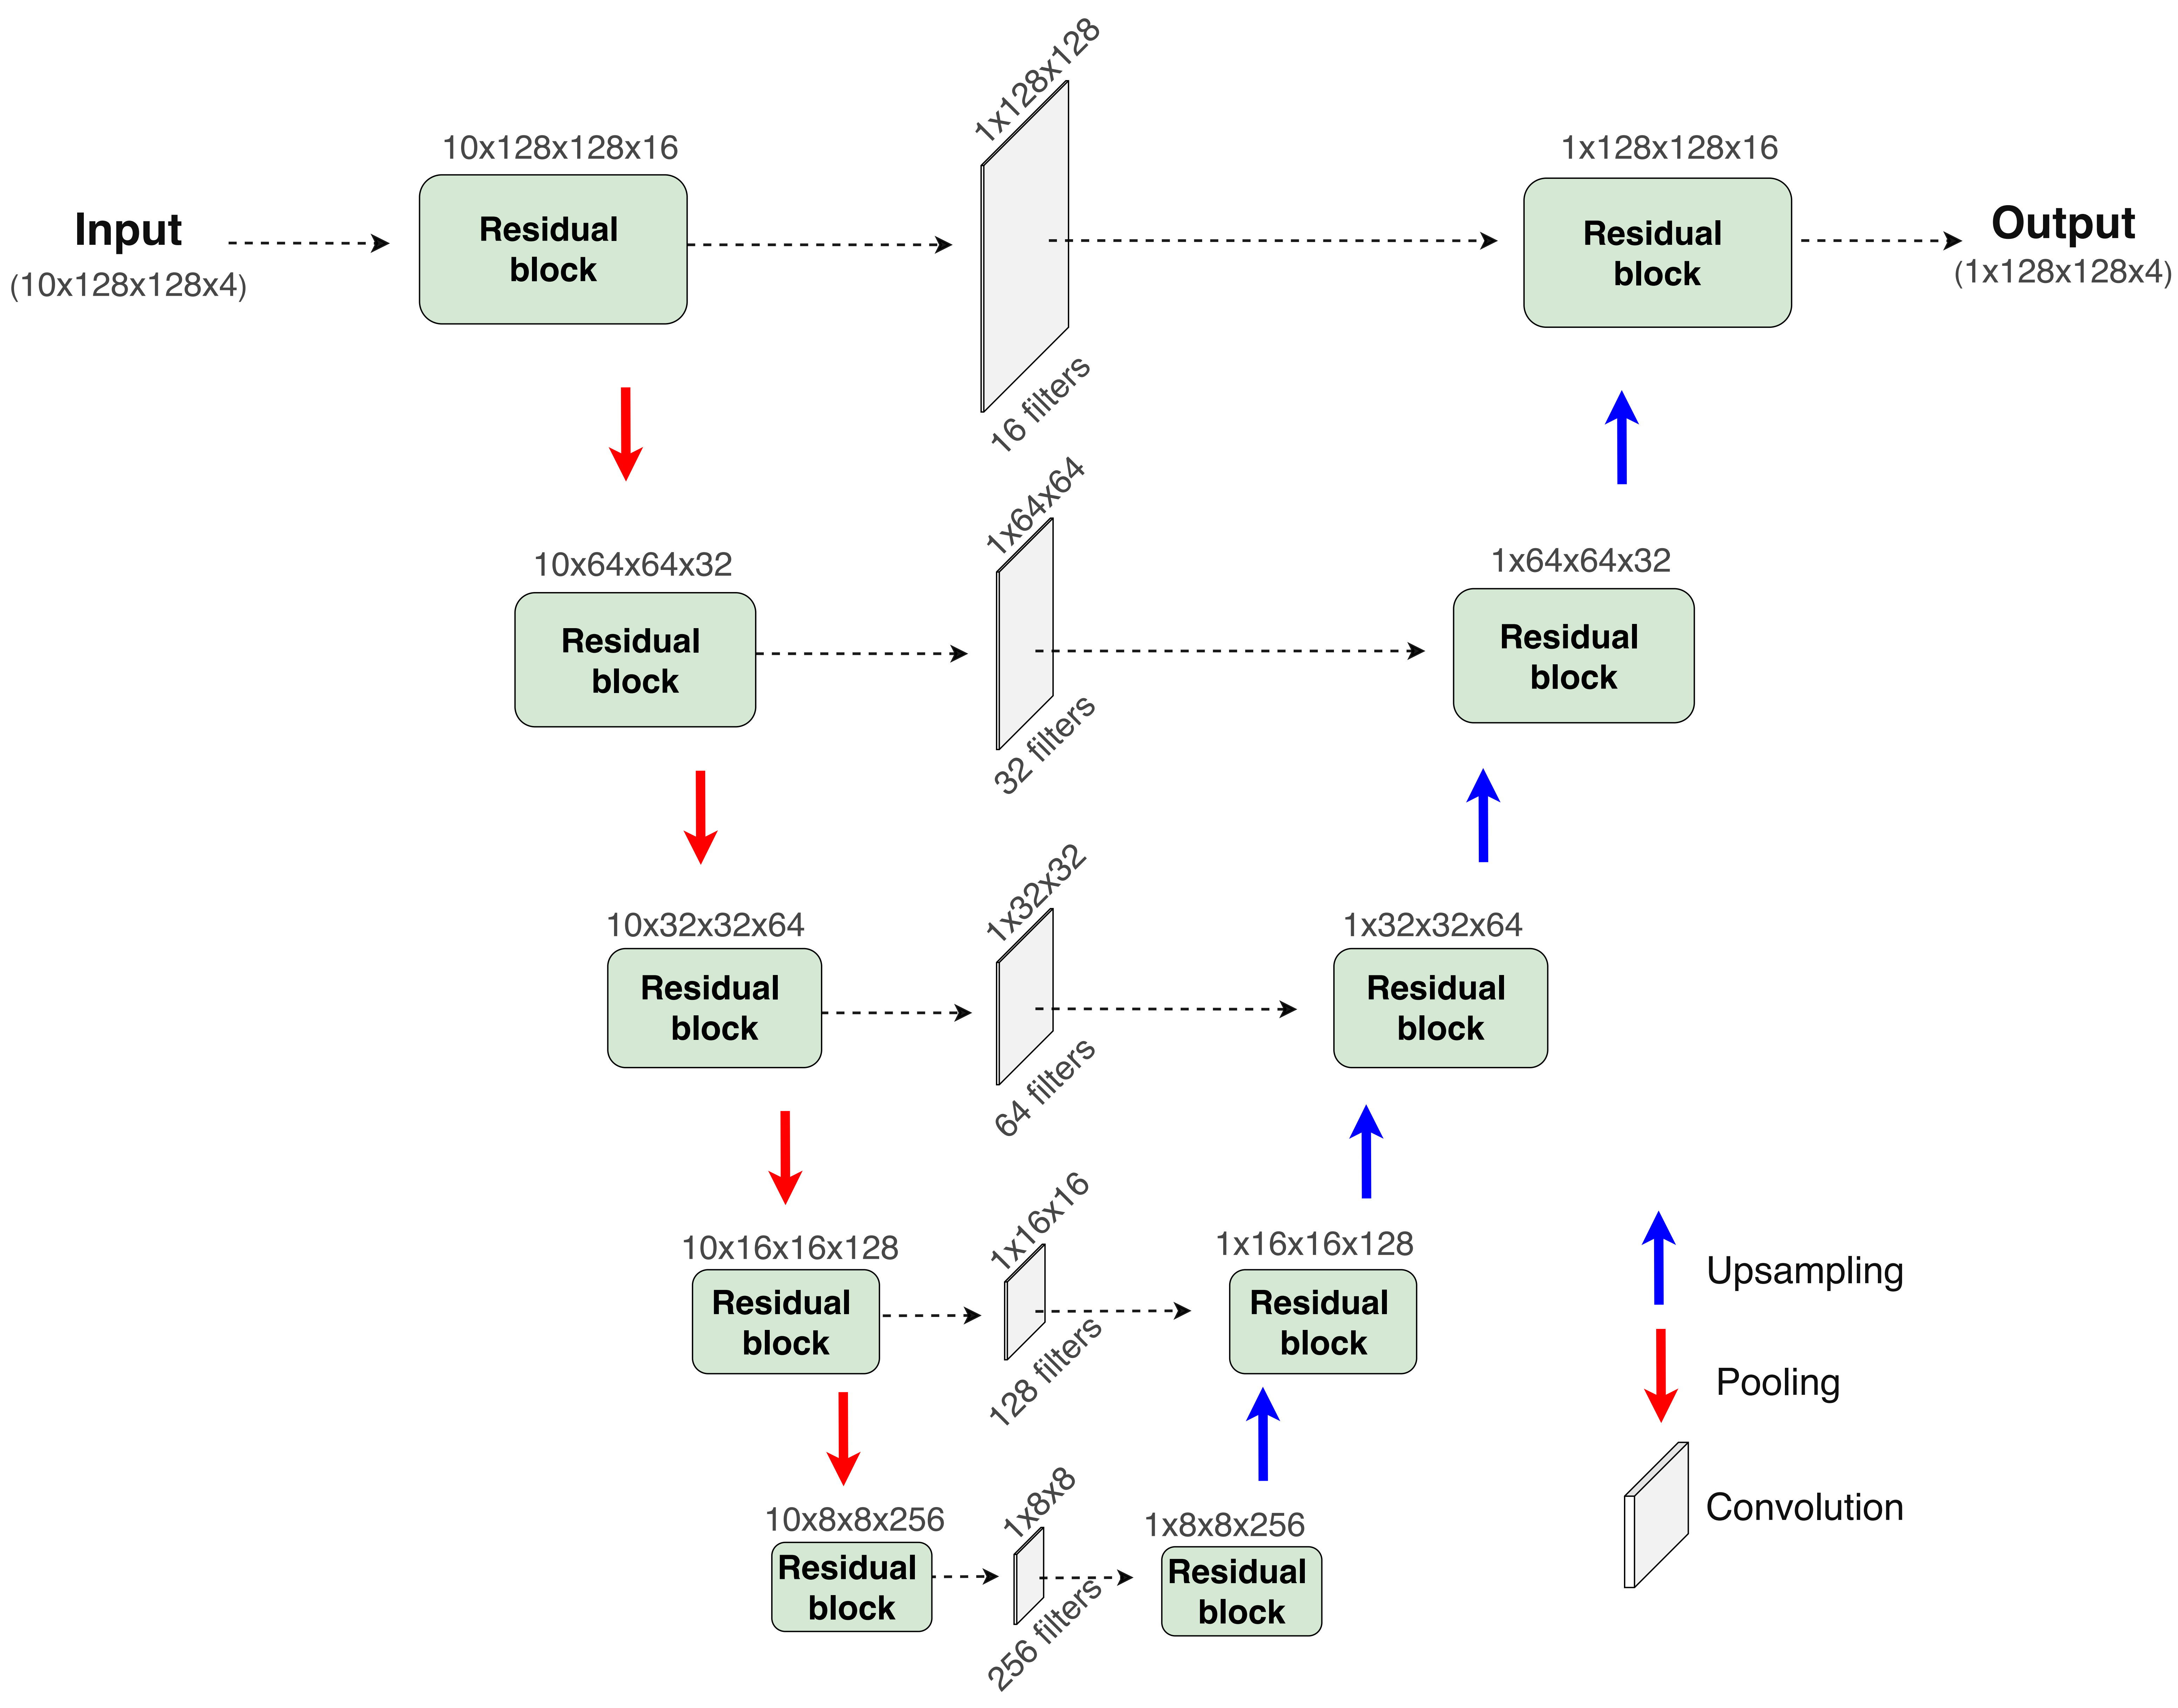 1x128x128
10x128x128x16
1x128x128x16
Input
(10x128x128x4)
Residual
block
Residual
block
Output
(1x128x128x4)
16 filters
1x64x64
10x64x64x32
1x64x64x32
Residual
block
Residual
block
32 filters
1x32x32
10x32x32x64
1x32x32x64
Residual
block
Residual
block
64 filters
1x16x16
10x16x16x128
1x16x16x128
Residual
block
Residual
block
128 filters
Upsampling
Pooling
Convolution
1x8x8
10x8x8x256
1x8x8x256
Residual
block
Residual
block
256 filters